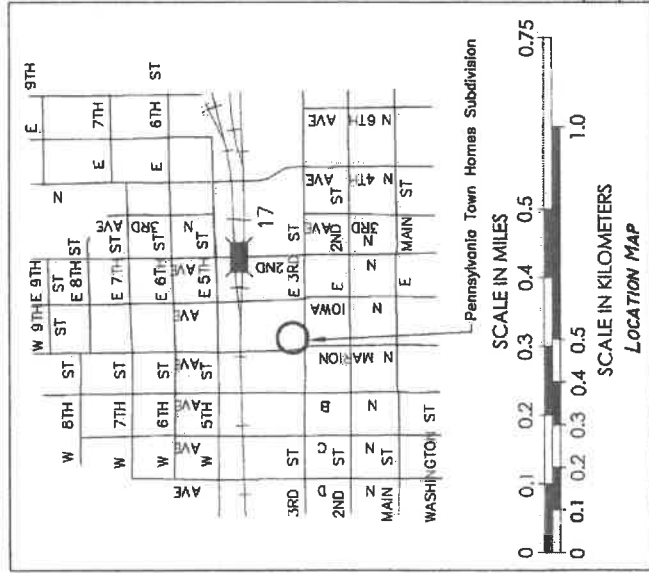 E 9TH
N
E 7TH ST
E 6TH ST
W 9TH ST
E 9TH
E 9TH ST
W 8TH ST
E 8TH ST
W 7TH ST
E 7TH ST
N 3RD AVE
W 6TH ST
E 6TH ST
W 5TH ST
E 5TH ST
AVE
AVE
AVE
AVE
AVE
AVE
17
2ND
3RD ST
E 3RD ST
2ND ST
E 2ND ST
MAIN ST
E MAIN ST
WASHINGTON ST
N D
N C
N B
N MARION
N IOWA
N
N 3RD AVE
N 4TH AVE
N 6TH AVE
Pennsylvania Town Homes Subdivision
SCALE IN MILES
0 0.1 0.2 0.3 0.4 0.5 0.75
0 0.1 0.2 0.3 0.4 0.5 1.0
SCALE IN KILOMETERS
LOCATION MAP